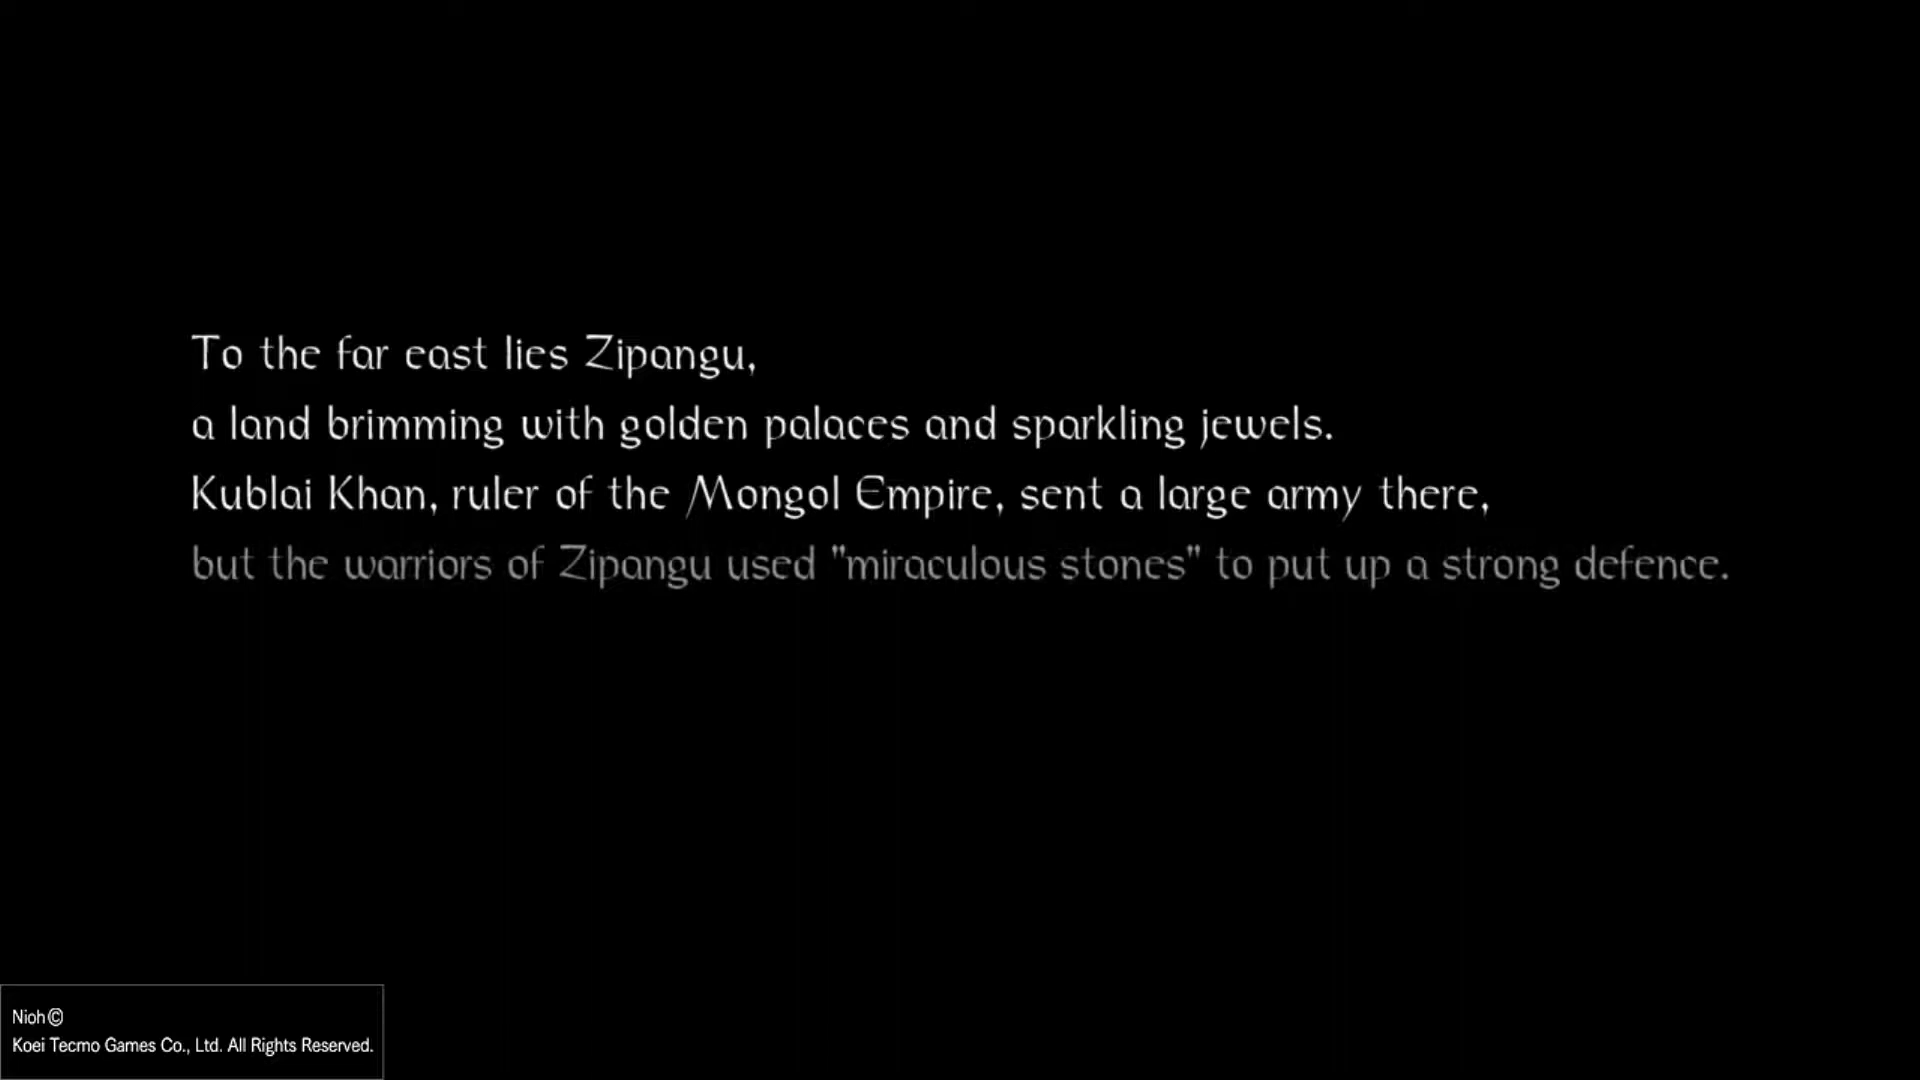 To the far east lies Zipangu,
a land brimming with golden palaces and sparkling jewels.
Kublai Khan, ruler of the Mongol Empire, sent a large army there,
but the warriors of Zipangu used "miraculous stones" to put up a strong defence.
Nioh©
Koei Tecmo Games Co., Ltd. All Rights Reserved.